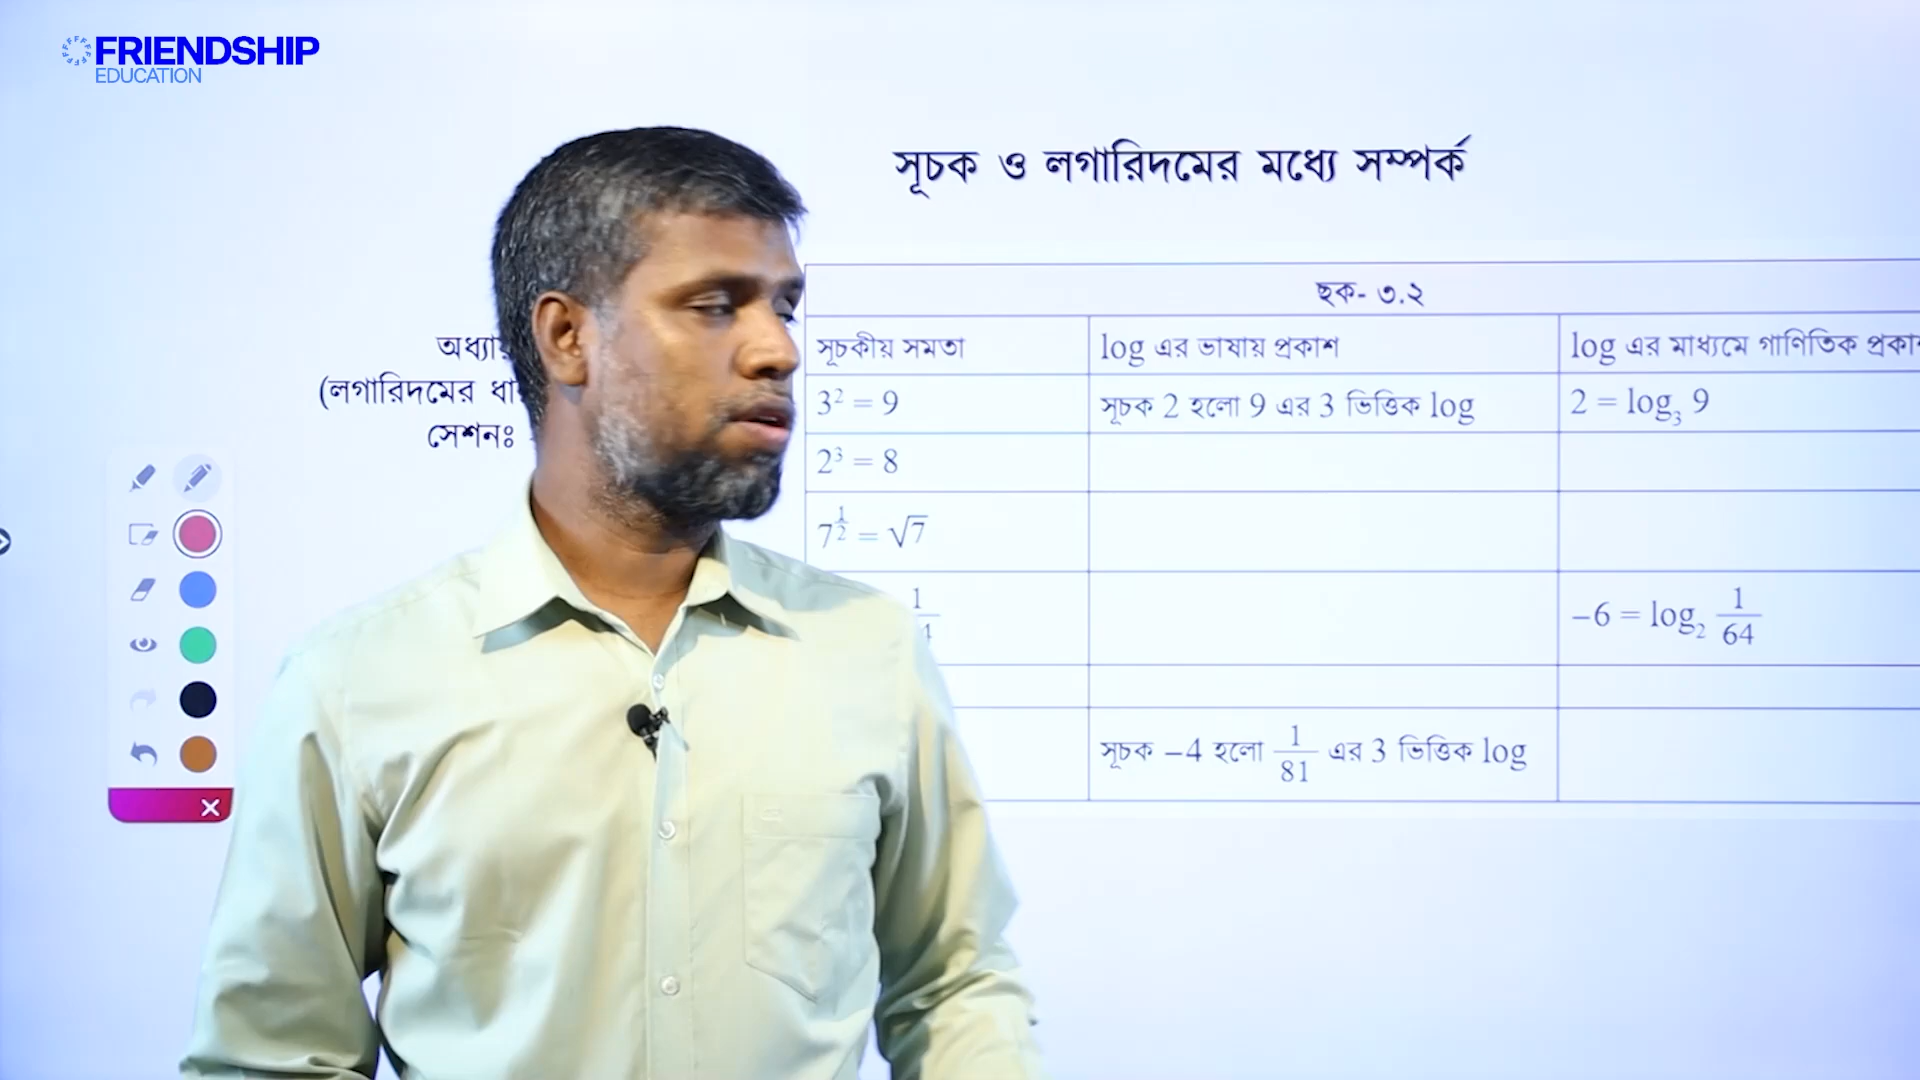 FRIENDSHIP
EDUCATION
সূচক ও লগারিদমের মধ্যে সম্পর্ক
(লগারিদমের
সেশনঃ
ছক- ৩.২
সূচকীয় সমতা log এর ভাষায় প্রকাশ log এর মাধ্যমে গাণিতিক
3² = 9 সূচক 2 হলো 9 এর 3 ভিত্তিক log 2 = log₃ 9
2³ = 8
7^(1/2) = √7
-6 = log₂ 1/64
সূচক -4 হলো 1/81 এর 3 ভিত্তিক log